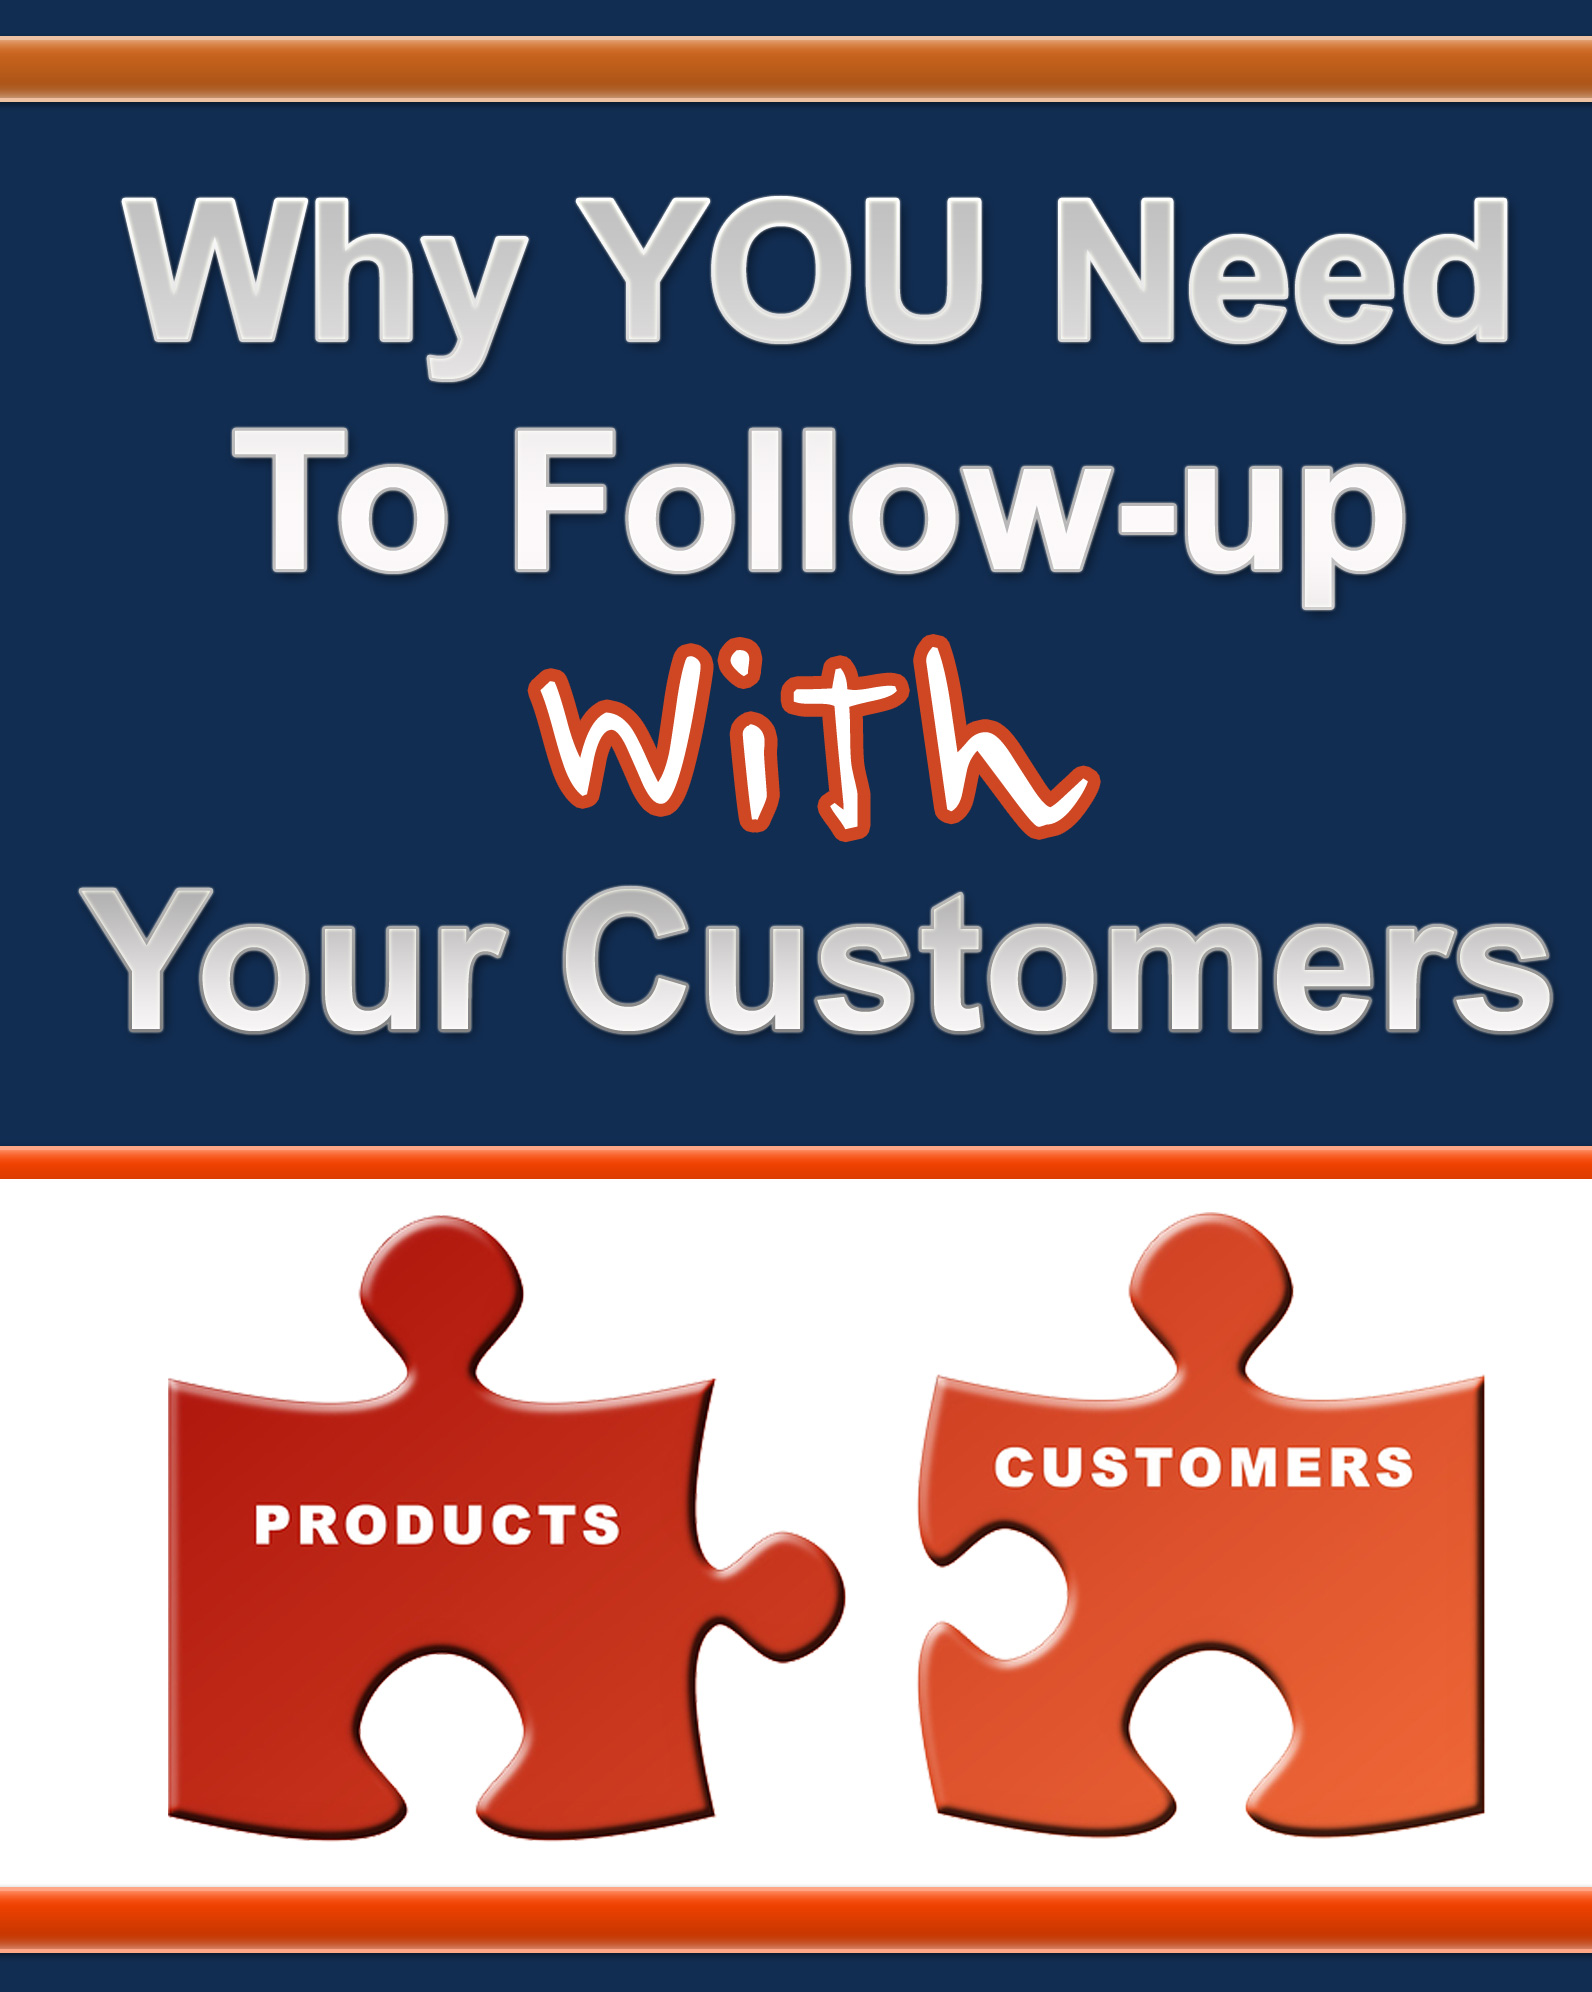 Why YOU Need
To Follow-up
With
Your Customers
PRODUCTS
CUSTOMERS